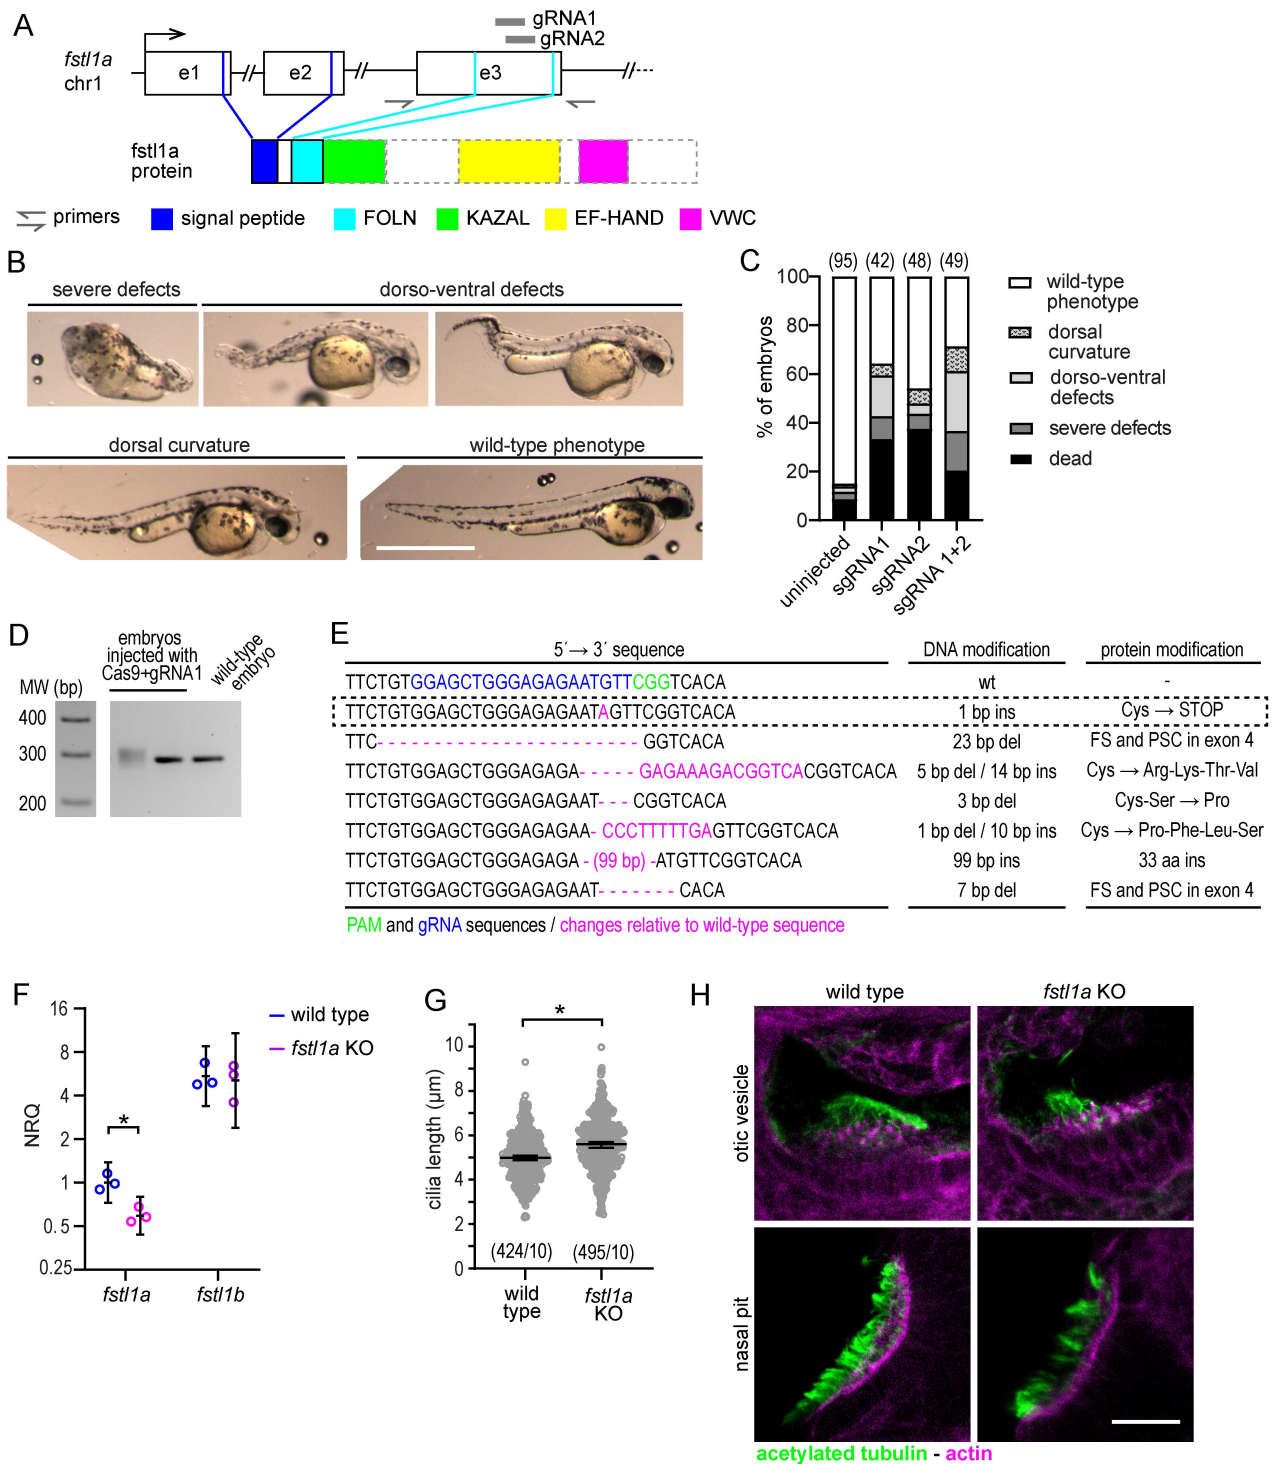 A
gRNA1
gRNA2
fstl1a
chr1
e1
e2
e3
fstl1a
protein
primers
signal peptide
FOLN
KAZAL
EF-HAND
VWC
B
severe defects
dorso-ventral defects
dorsal curvature
wild-type phenotype
C
(95) (42) (48) (49)
100
80
60
40
20
0
% of embryos
uninjected
sgRNA1
sgRNA2
sgRNA 1+2
wild-type
phenotype
dorsal
curvature
dorso-ventral
defects
severe defects
dead
D
embryos
injected with
Cas9+gRNA1
wild-type
embryo
MW (bp)
400
300
200
E
5´→ 3´ sequence DNA modification protein modification
TTCTGTGGAGCTGGGAGAGAATGTTCGGTCACA wt -
TTCTGTGGAGCTGGGAGAGAATAGTTCGGTCACA 1 bp ins Cys → STOP
TTC- - - - - - - - - - - - - - - - - - - - - - - GGTCACA 23 bp del FS and PSC in exon 4
TTCTGTGGAGCTGGGAGAGA- - - - - GAGAAAGACGGTCACGGTCACA 5 bp del / 14 bp ins Cys → Arg-Lys-Thr-Val
TTCTGTGGAGCTGGGAGAGAAT- - - CGGTCACA 3 bp del Cys-Ser → Pro
TTCTGTGGAGCTGGGAGAGAA- CCCTTTTTGAGTTCGGTCACA 1 bp del / 10 bp ins Cys → Pro-Phe-Leu-Ser
TTCTGTGGAGCTGGGAGAGA - (99 bp) -ATGTTCGGTCACA 99 bp ins 33 aa ins
TTCTGTGGAGCTGGGAGAGAAT- - - - - - - CACA 7 bp del FS and PSC in exon 4
PAM and gRNA sequences / changes relative to wild-type sequence
F
16
8
4
2
1
0.5
0.25
NRQ
*
fstl1a
fstl1b
wild type
fstl1a KO
G
*
10
8
6
4
2
0
cilia length (µm)
(424/10) (495/10)
wild
type
fstl1a
KO
H
wild type
fstl1a KO
otic vesicle
nasal pit
acetylated tubulin - actin